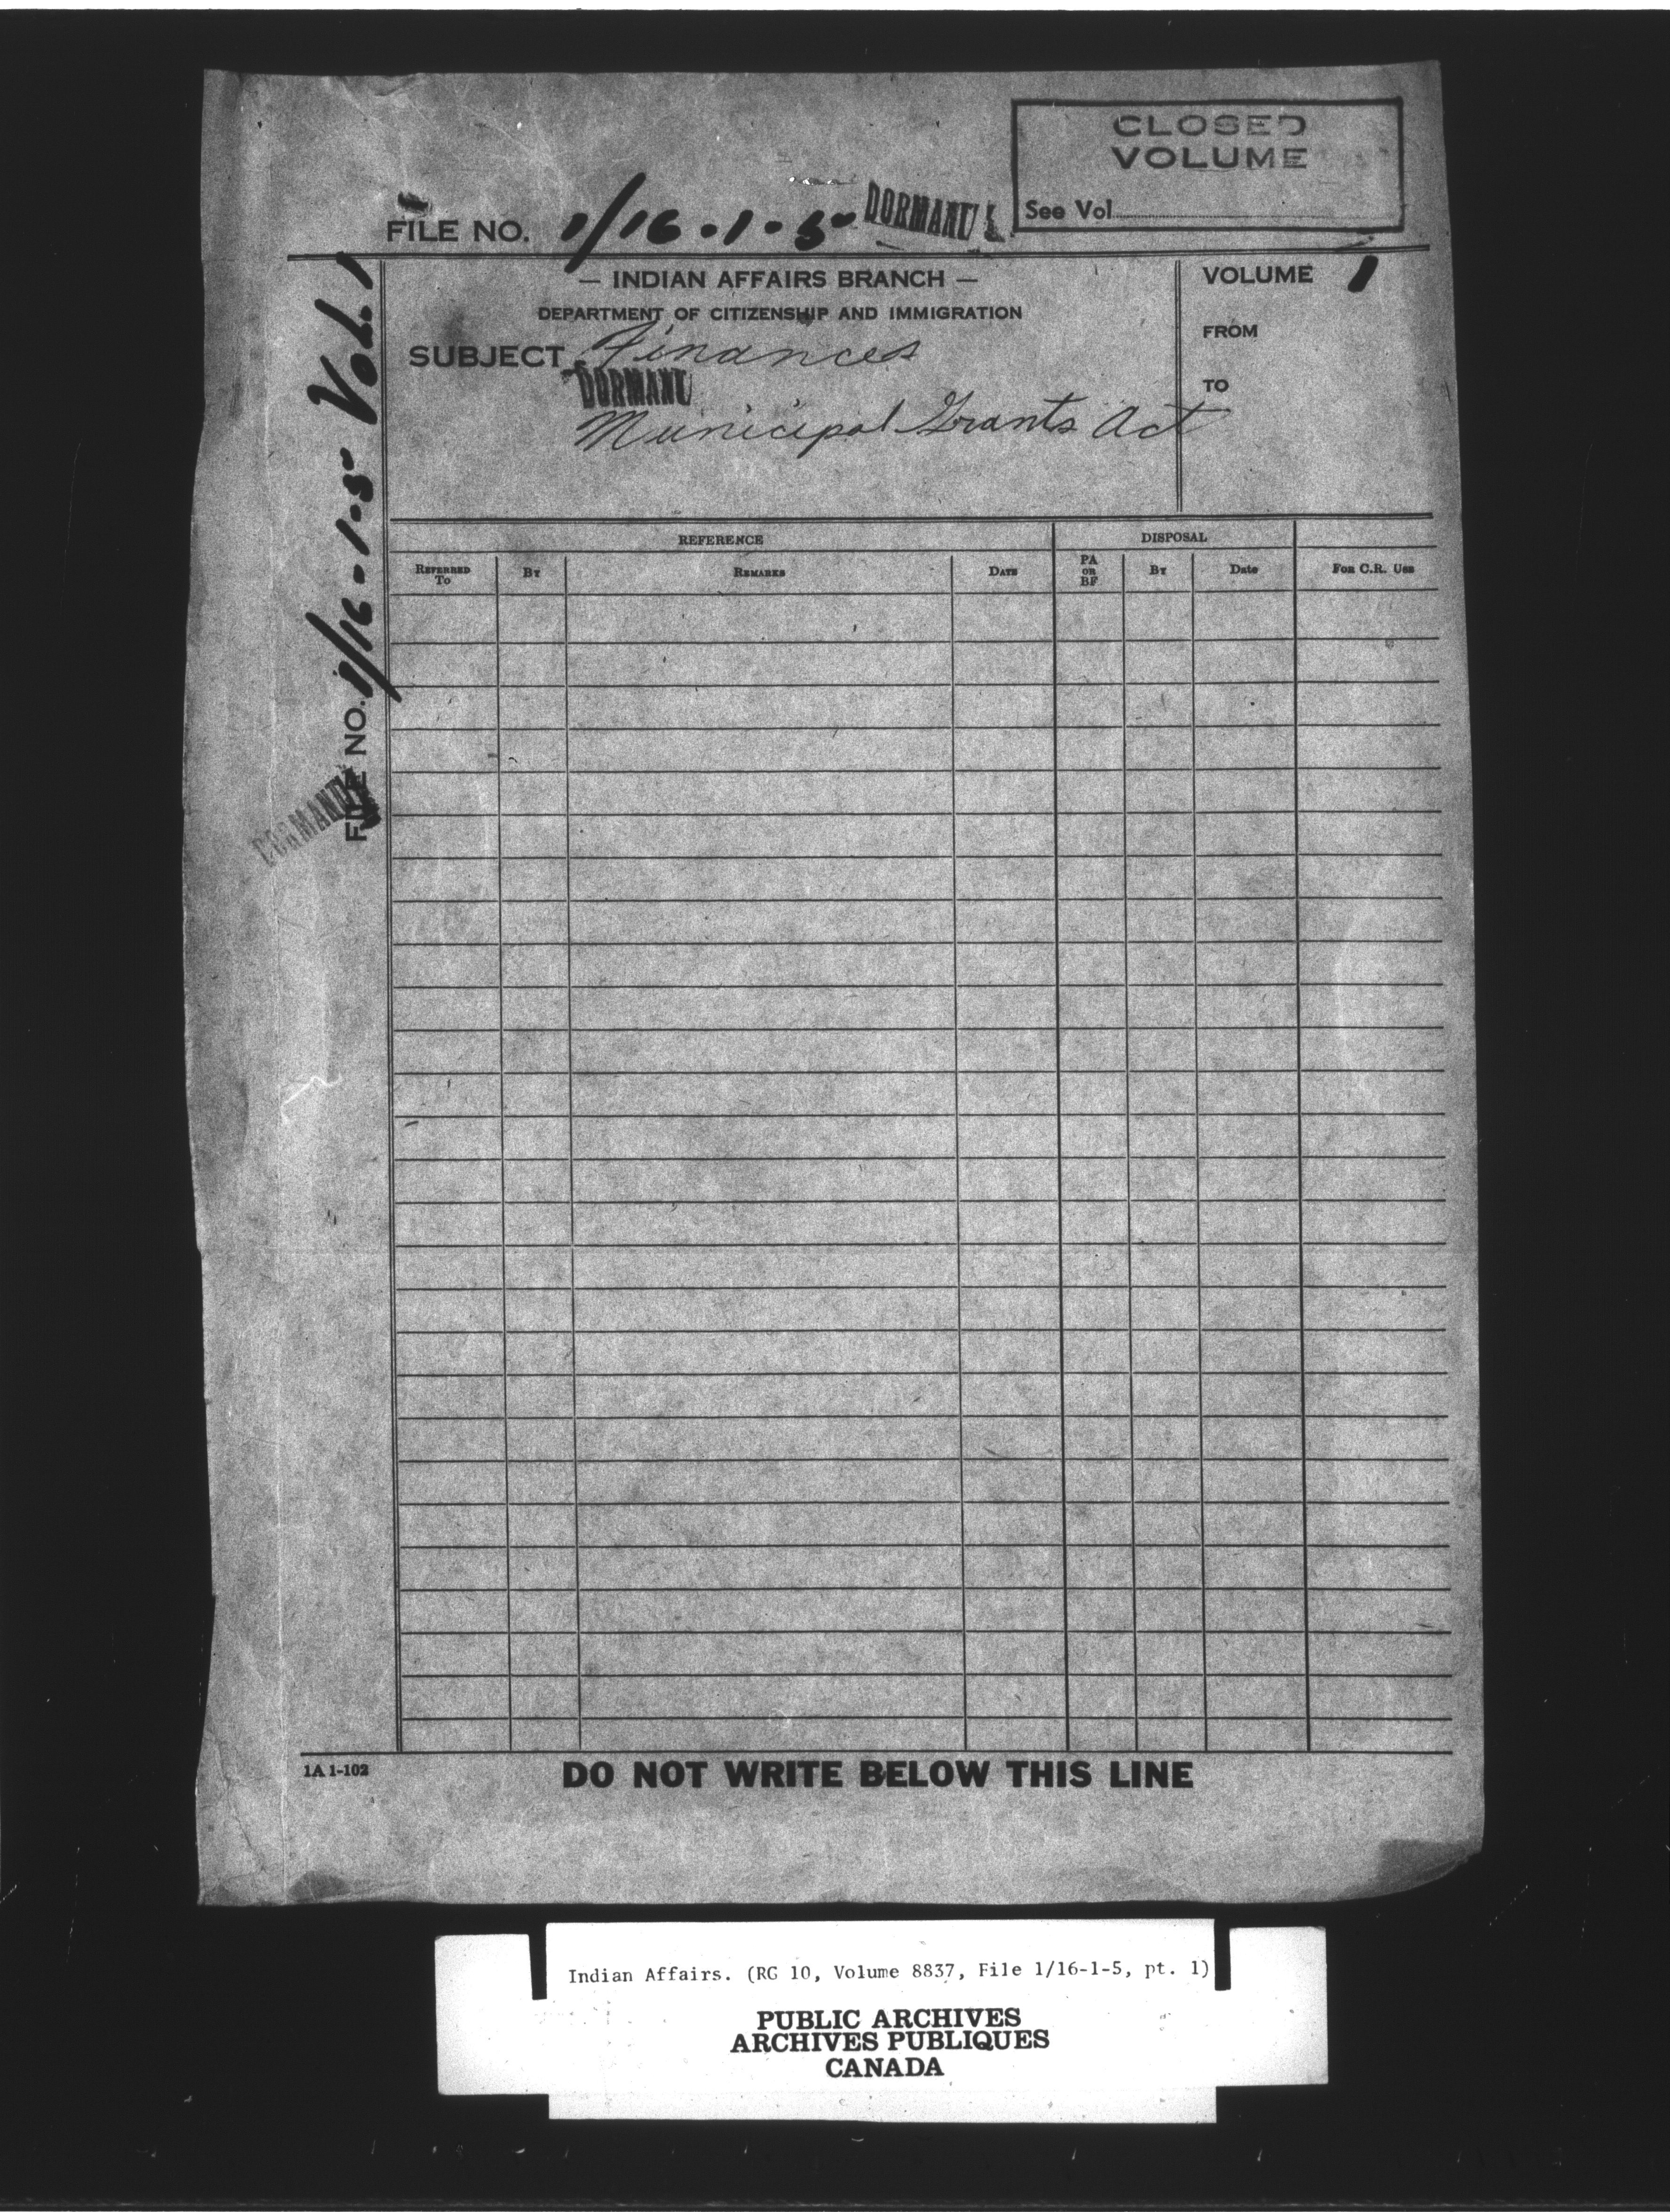 CLOSED
VOLUME
See Vol
FILE NO. 1/16-1-5 DORMANT
— INDIAN AFFAIRS BRANCH —
DEPARTMENT OF CITIZENSHIP AND IMMIGRATION
SUBJECT Finances
DORMANT
Municipal Grants Act
VOLUME 1
FROM
TO
FILE NO. 1/16-1-5 Vol. 1
DORMANT
REFERENCE
DISPOSAL
REFERRED TO
BY
REMARKS
DATE
PA OR BF
BY
Date
FOR C.R. USE
1A 1-102
DO NOT WRITE BELOW THIS LINE
Indian Affairs. (RG 10, Volume 8837, File 1/16-1-5, pt. 1)
PUBLIC ARCHIVES
ARCHIVES PUBLIQUES
CANADA